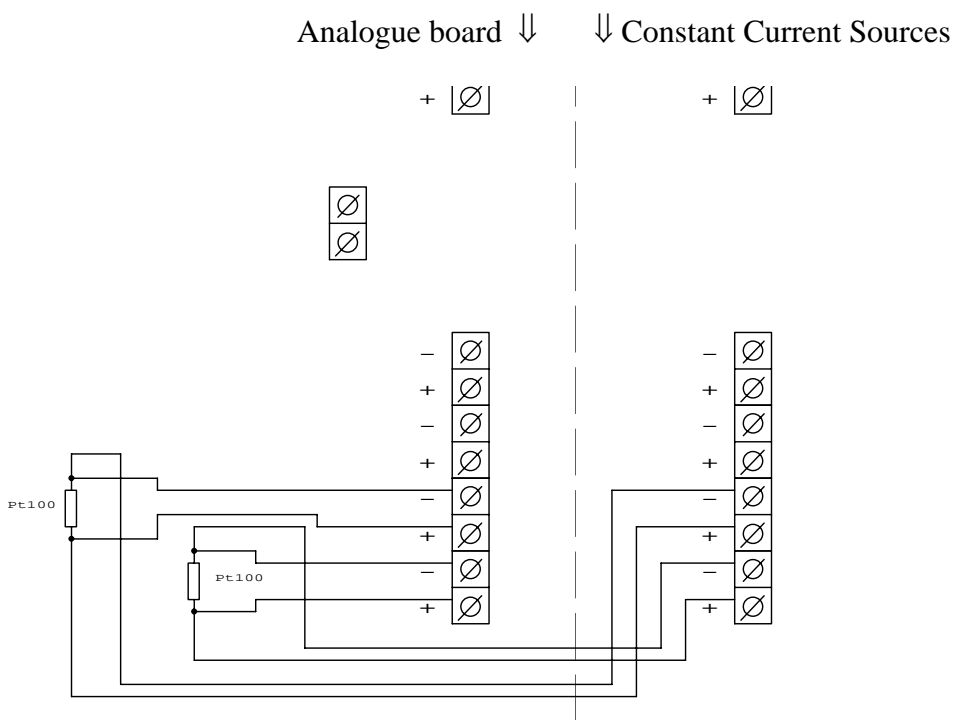 Analogue board ⇓ ⇓ Constant Current Sources
+ +
− −
+ +
− −
+ +
Pt100 − −
+ +
Pt100 − −
+ +